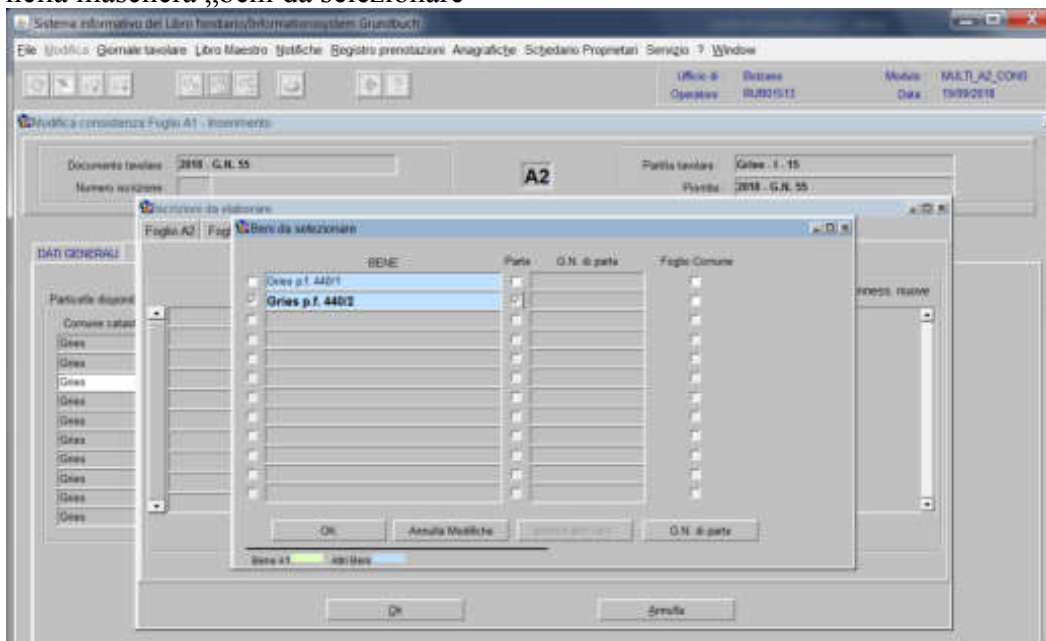 nella maschera „beni da selezionare"
Sistema informativo del Libro fondiario/Informationssystem Grundbuch
File Modifica Giornale tavolare Libro Maestro Notifiche Registro prenotazioni Anagrafiche Schedario Proprietari Servizio ? Window
Ufficio di Bolzano Modulo MULTI_A2_CONS
Operatore Data 19/09/2018
Modifica consistenza Foglio A1 - Inserimento
Documento tavolare 2018 - G.N. 55 A2 Partita tavolare Gries - I - 15
Numero iscrizione Piombo 2018 - G.N. 55
Iscrizioni da elaborare
Foglio A2 Fogl Beni da selezionare
DATI GENERALI
BENE Parte G.N. di parte Foglio Comune
Gries p.f. 440/1
Gries p.f. 440/2
nuove
Particelle disponi
Comune catast
Gries
Gries
Gries
Gries
Gries
Gries
Gries
Gries
Gries
Gries
OK Annulla Modifiche G.N. di parte
Bene A1 Altri Beni
Ok Annulla